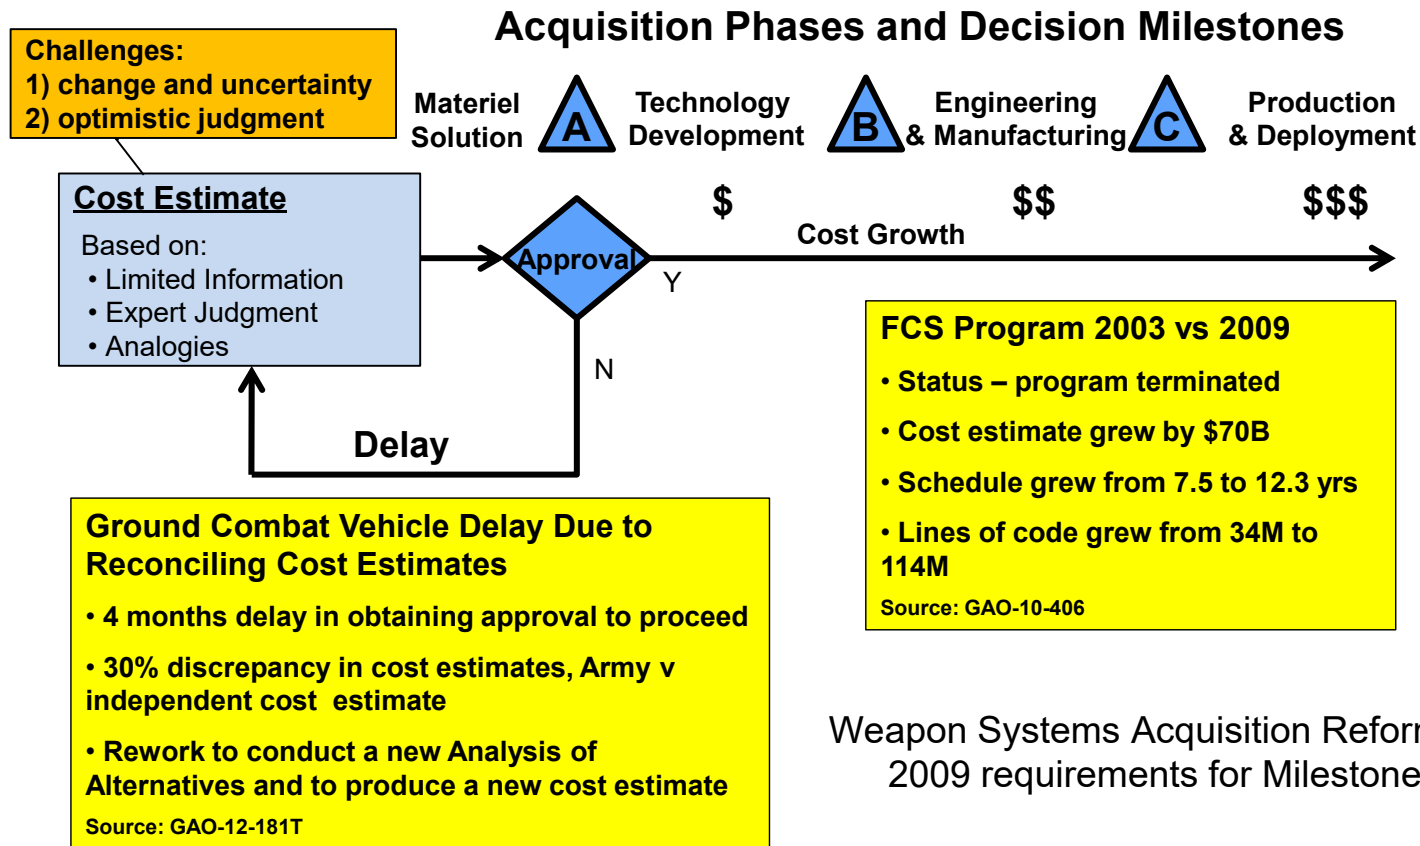 Acquisition Phases and Decision Milestones
Challenges:
1) change and uncertainty
2) optimistic judgment
Materiel
Solution
A
Technology
Development
B
Engineering
& Manufacturing
C
Production
& Deployment
$
$$
$$$
Cost Estimate
Based on:
• Limited Information
• Expert Judgment
• Analogies
Approval
Y
N
Cost Growth
Delay
FCS Program 2003 vs 2009
• Status – program terminated
• Cost estimate grew by $70B
• Schedule grew from 7.5 to 12.3 yrs
• Lines of code grew from 34M to
114M
Source: GAO-10-406
Ground Combat Vehicle Delay Due to
Reconciling Cost Estimates
• 4 months delay in obtaining approval to proceed
• 30% discrepancy in cost estimates, Army v
independent cost estimate
• Rework to conduct a new Analysis of
Alternatives and to produce a new cost estimate
Source: GAO-12-181T
Weapon Systems Acquisition
2009 requirements for Milestone